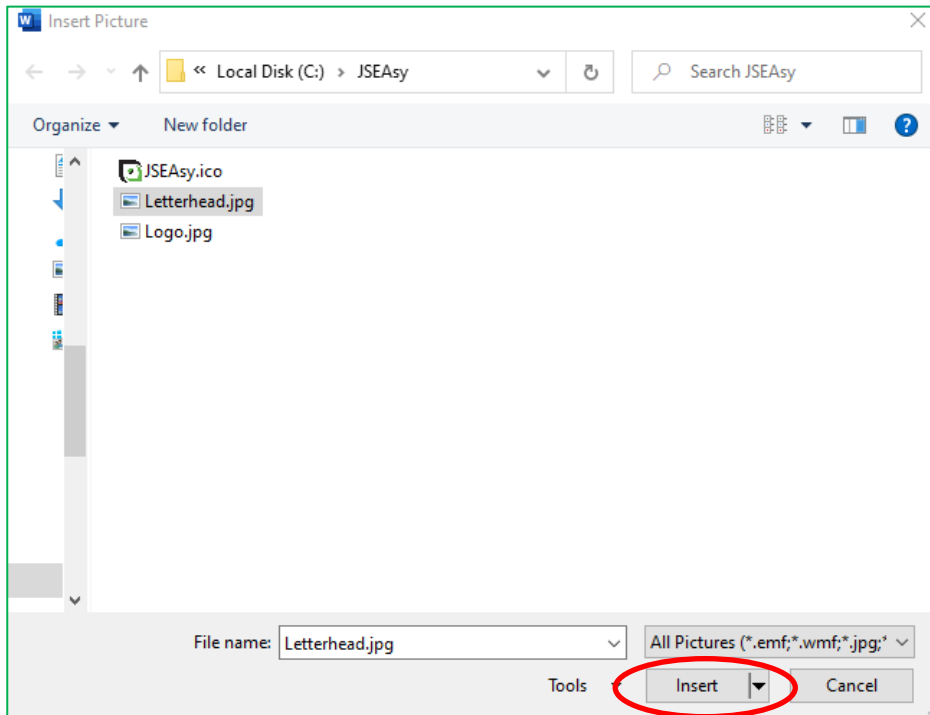 W Insert Picture
« Local Disk (C:) › JSEAsy
Search JSEAsy
Organize New folder
?
JSEAsy.ico
Letterhead.jpg
Logo.jpg
File name: Letterhead.jpg All Pictures (*.emf;*.wmf;*.jpg;*
Tools Insert Cancel